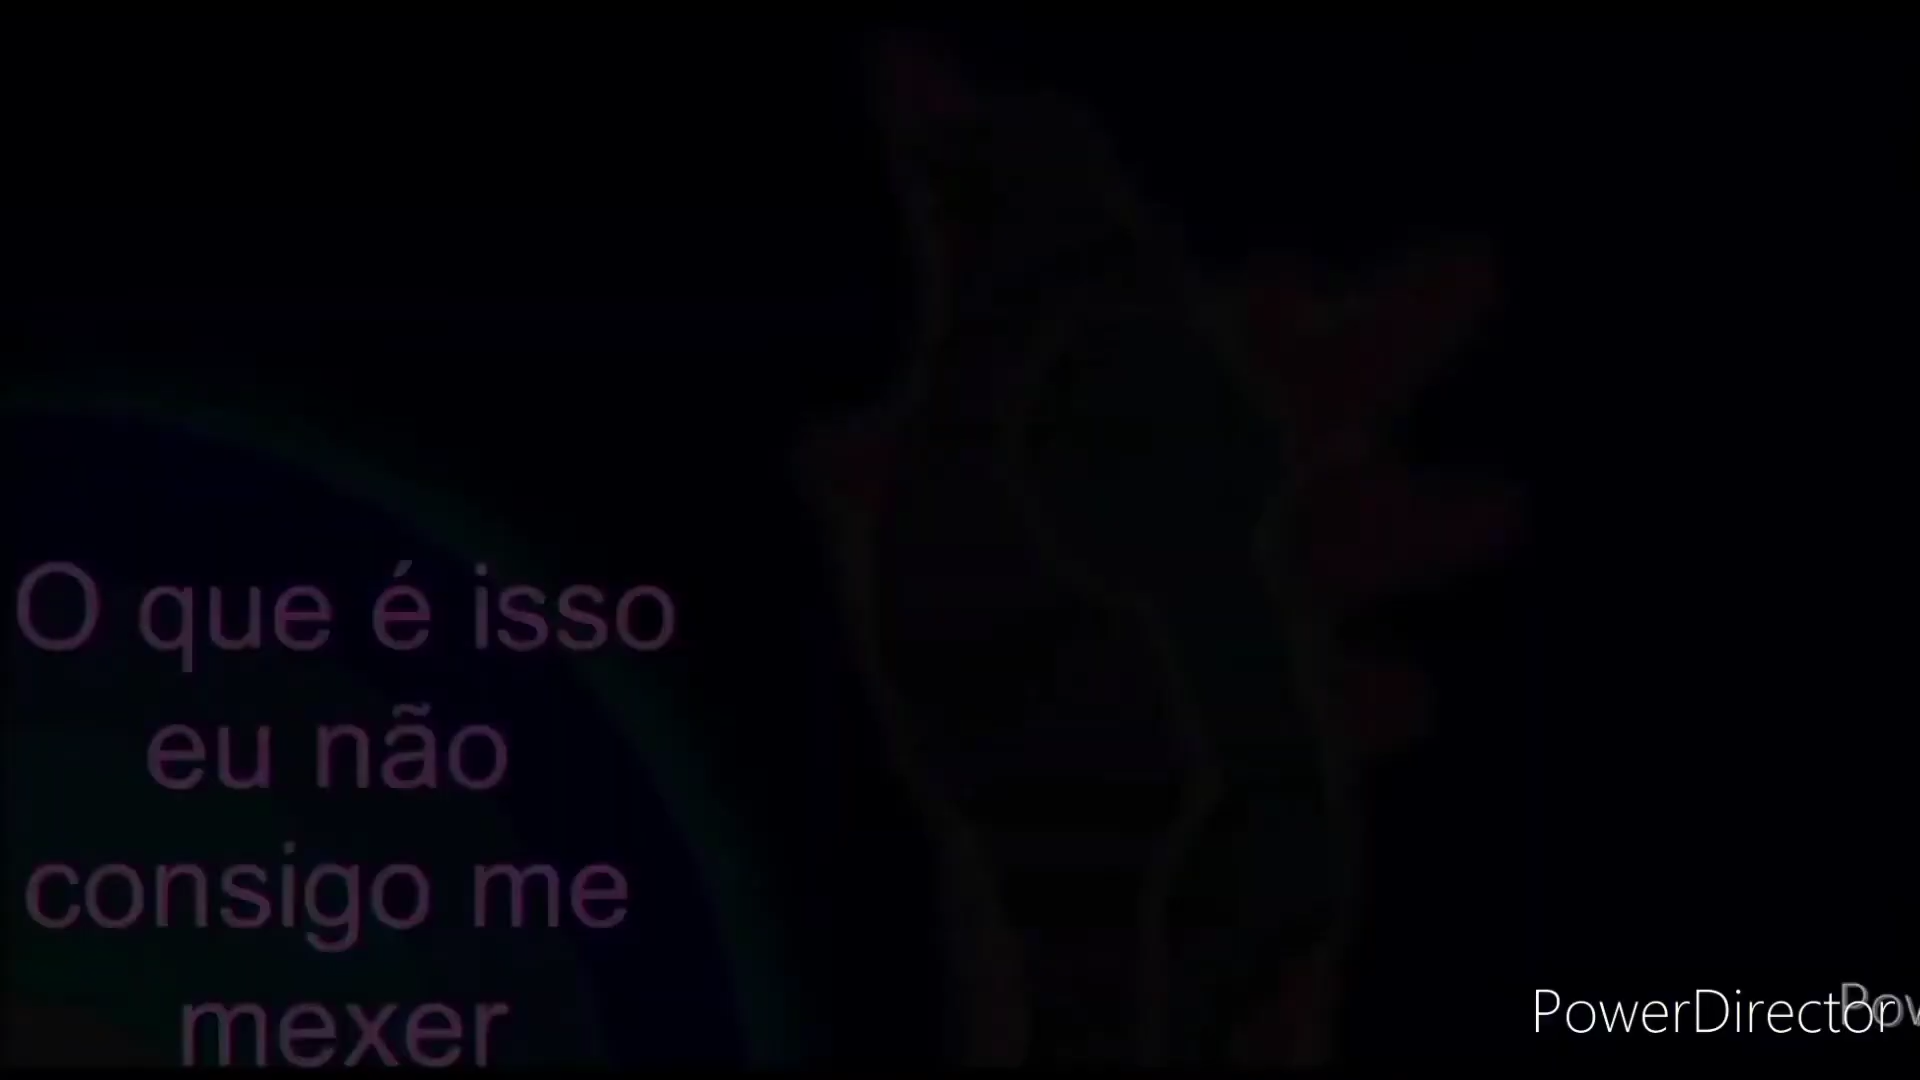 O que é isso
eu não
consigo me
mexer
PowerDirector